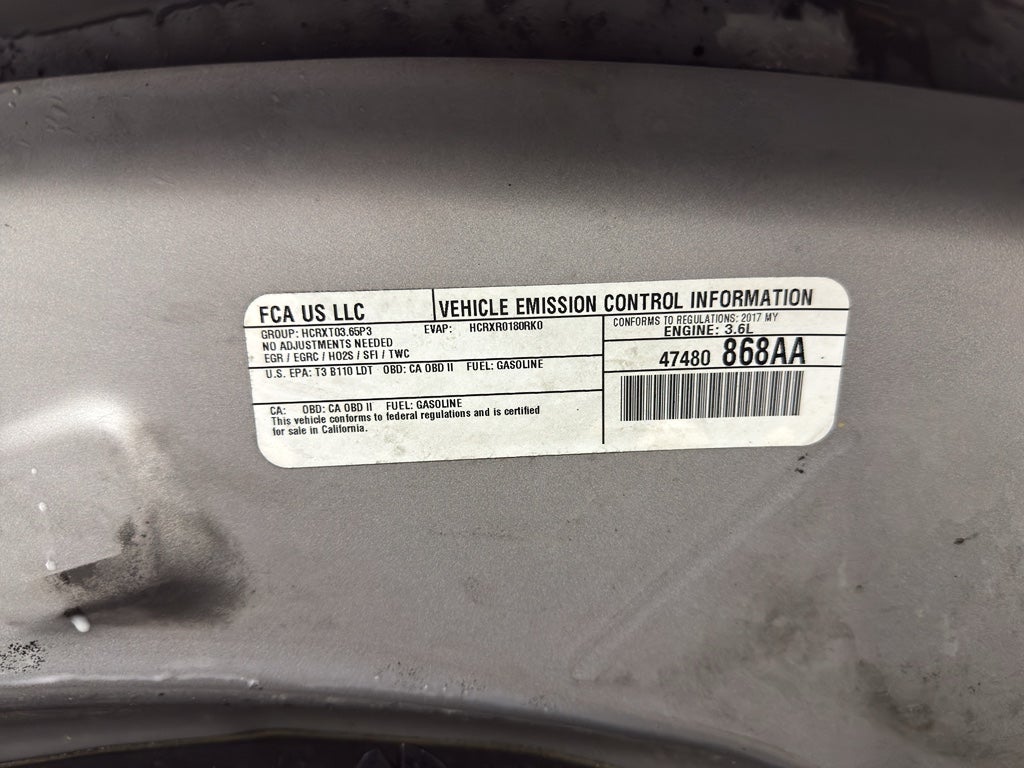 FCA US LLC
VEHICLE EMISSION CONTROL INFORMATION
GROUP: HCRXT03.65P3 EVAP: HCRXR0180RK0
NO ADJUSTMENTS NEEDED
EGR / EGRC / HO2S / SFI / TWC
U.S. EPA: T3 B110 LDT OBD: CA OBD II FUEL: GASOLINE
CA: OBD: CA OBD II FUEL: GASOLINE
This vehicle conforms to federal regulations and is certified
for sale in California.
CONFORMS TO REGULATIONS: 2017 MY
ENGINE: 3.6L
47480 868AA